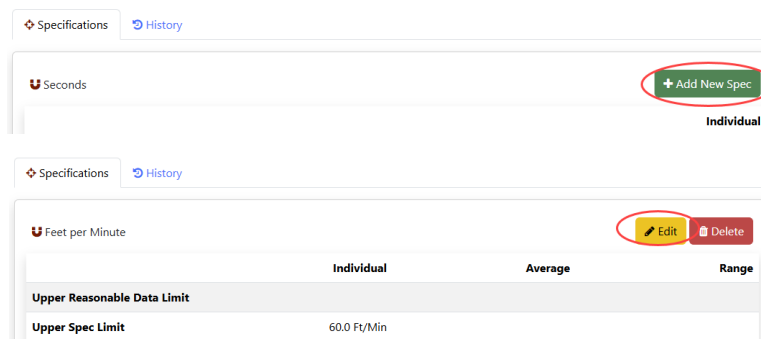 Specifications History
Seconds + Add New Spec
Individual
Specifications History
Feet per Minute Edit Delete
Individual Average Range
Upper Reasonable Data Limit
Upper Spec Limit 60.0 Ft/Min